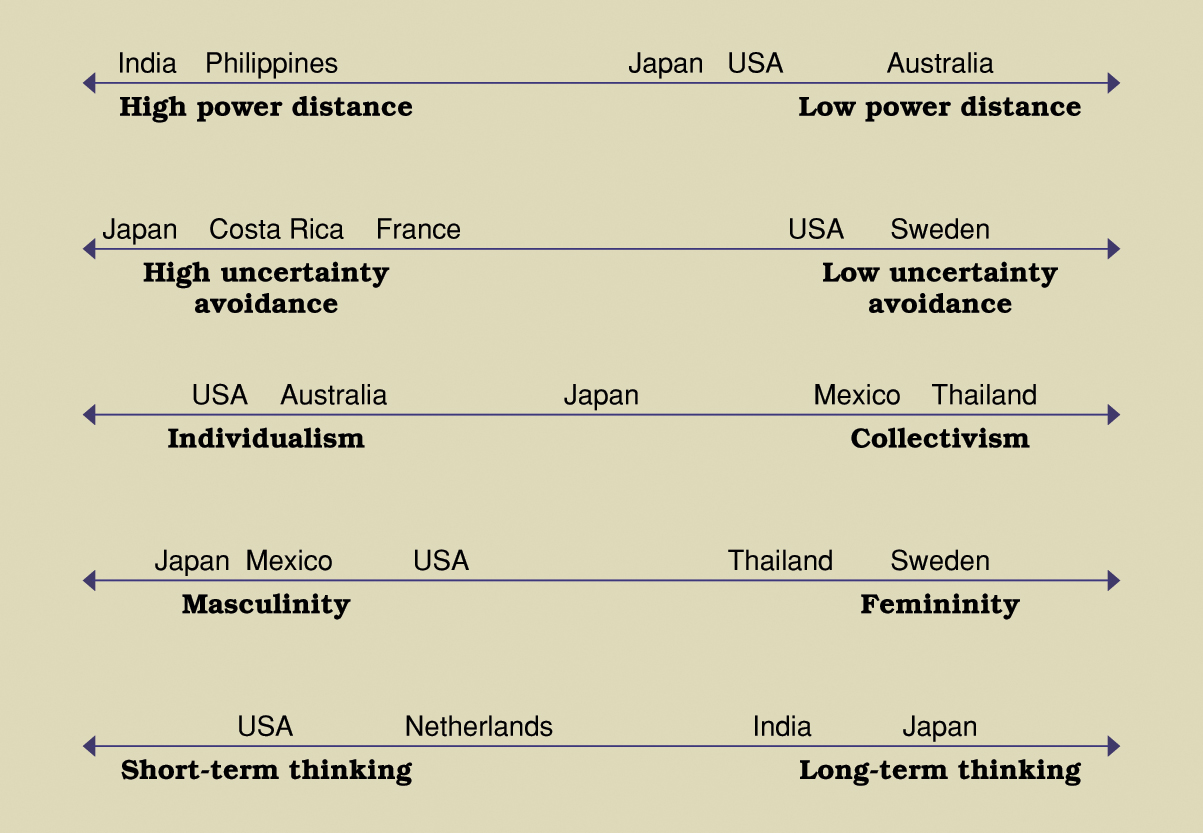 India Philippines Japan USA Australia
High power distance Low power distance
Japan Costa Rica France USA Sweden
High uncertainty Low uncertainty
avoidance avoidance
USA Australia Japan Mexico Thailand
Individualism Collectivism
Japan Mexico USA Thailand Sweden
Masculinity Femininity
USA Netherlands India Japan
Short-term thinking Long-term thinking